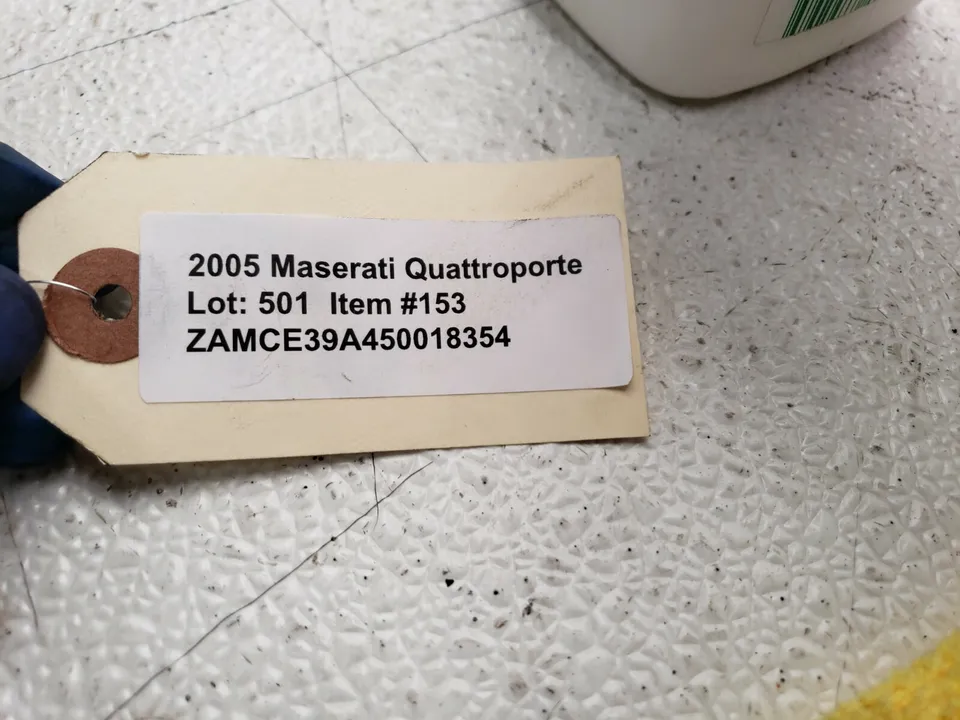 2005 Maserati Quattroporte
Lot: 501 Item #153
ZAMCE39A450018354